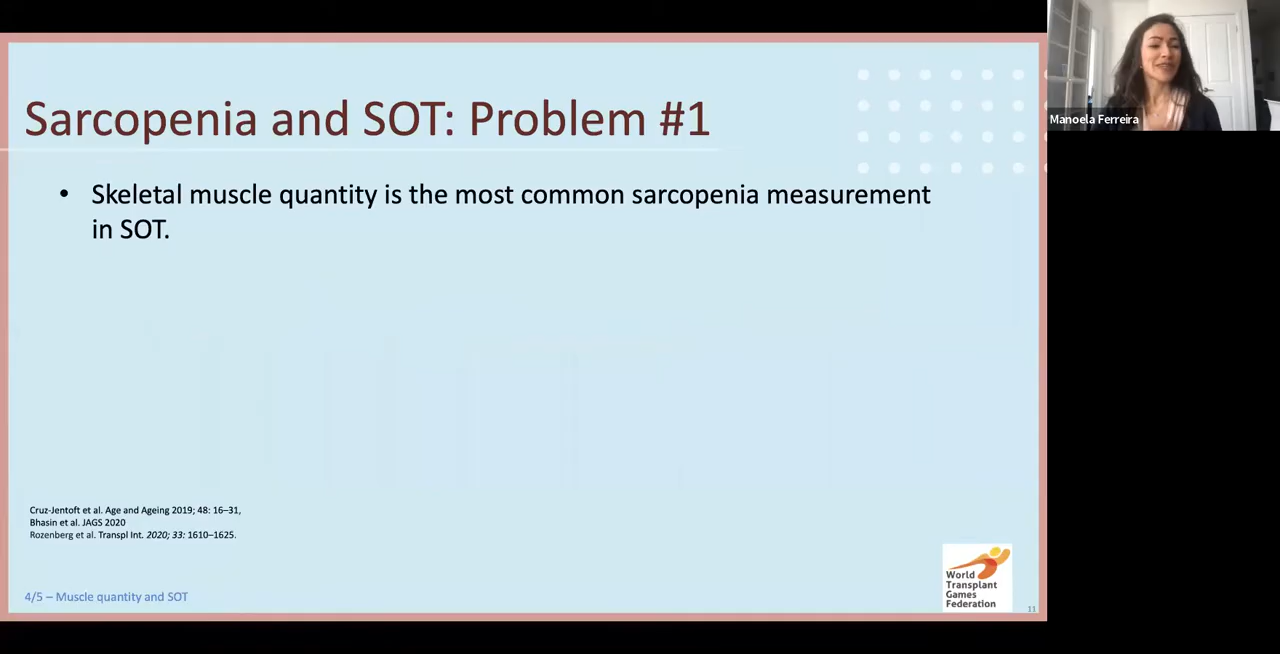 Sarcopenia and SOT: Problem #1
• Skeletal muscle quantity is the most common sarcopenia measurement
in SOT.
Cruz-Jentoft et al. Age and Ageing 2019; 48: 16–31,
Bhasin et al. JAGS 2020
Rozenberg et al. Transpl Int. 2020; 33: 1610–1625.
4/5 – Muscle quantity and SOT
World
Transplant
Games
Federation
11
Manoela Ferreira